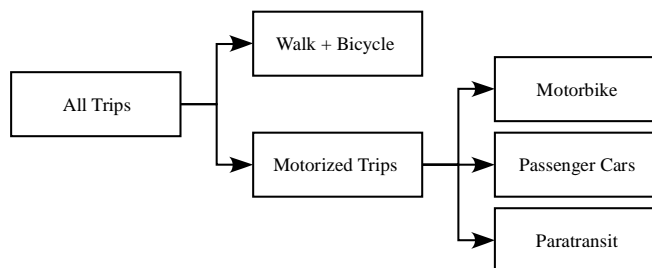 Walk + Bicycle
All Trips
Motorbike
Motorized Trips
Passenger Cars
Paratransit